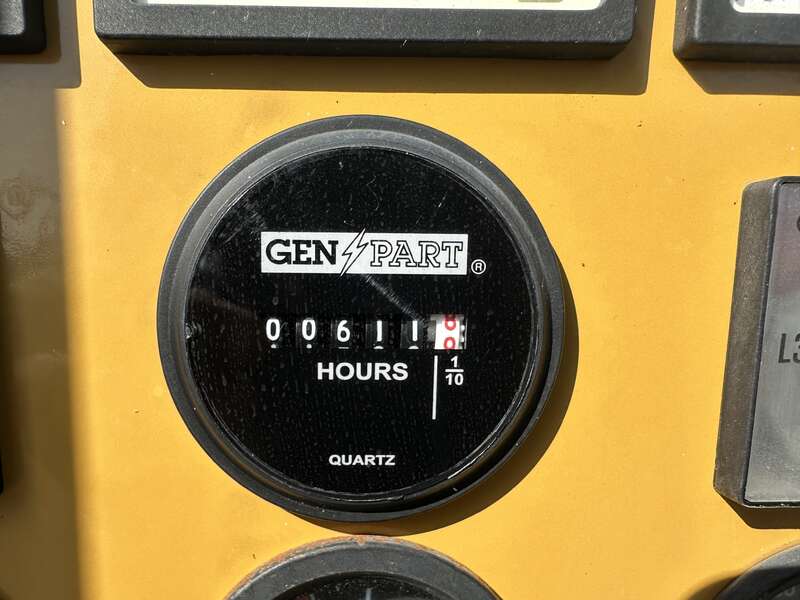 GEN PART ®
00611
HOURS
1
10
QUARTZ
L3